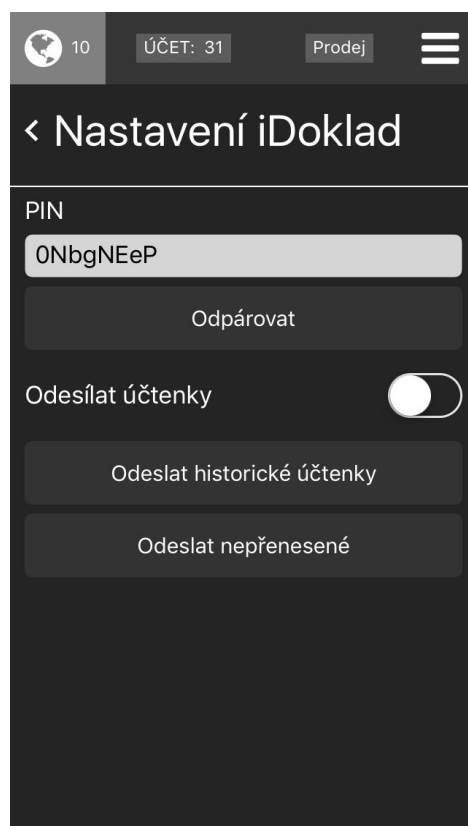 10 ÚČET: 31 Prodej
< Nastavení iDoklad
PIN
0NbgNEeP
Odpárovat
Odesílat účtenky
Odeslat historické účtenky
Odeslat nepřenesené